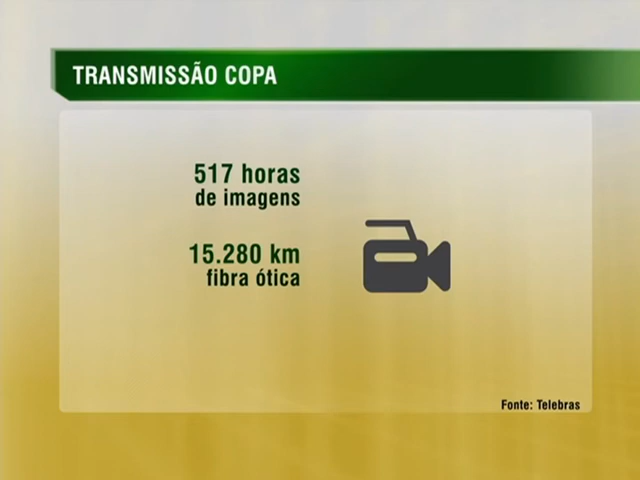 TRANSMISSÃO COPA
517 horas
de imagens
15.280 km
fibra ótica
Fonte: Telebras